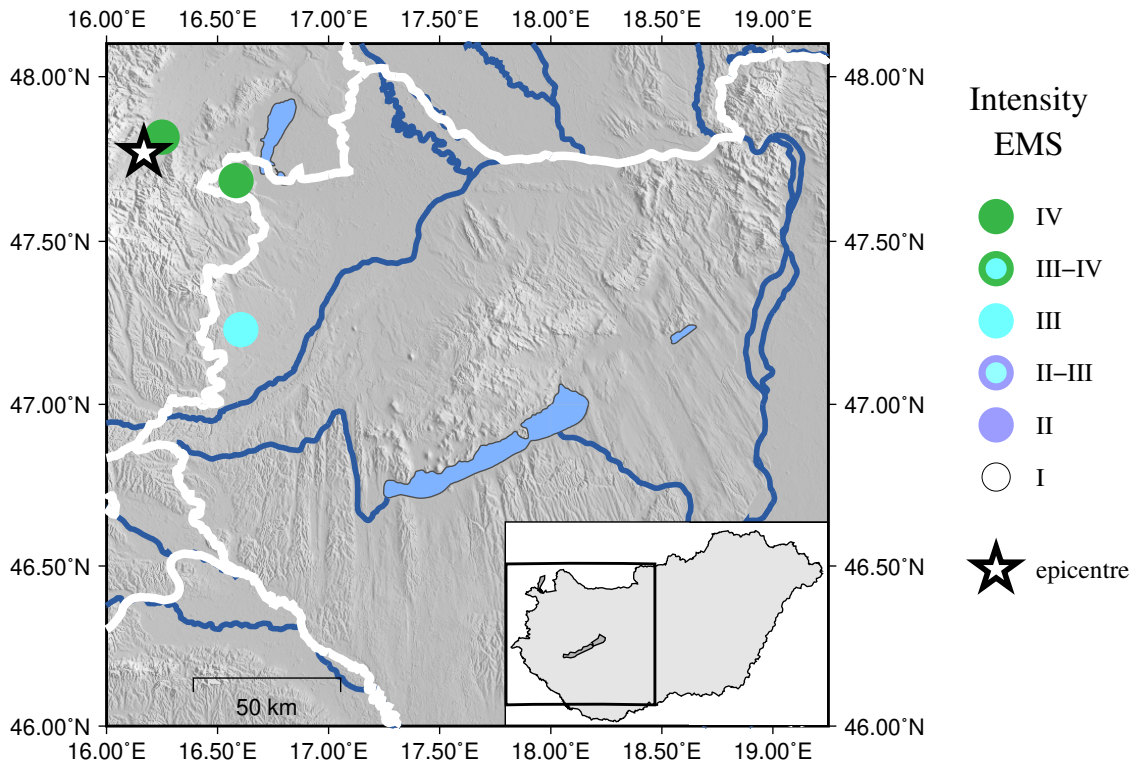 16.00˚E 16.50˚E 17.00˚E 17.50˚E 18.00˚E 18.50˚E 19.00˚E
48.00˚N 48.00˚N
47.50˚N 47.50˚N
47.00˚N 47.00˚N
46.50˚N 46.50˚N
46.00˚N 46.00˚N
50 km
16.00˚E 16.50˚E 17.00˚E 17.50˚E 18.00˚E 18.50˚E 19.00˚E
Intensity
EMS
IV
III–IV
III
II–III
II
I
epicentre